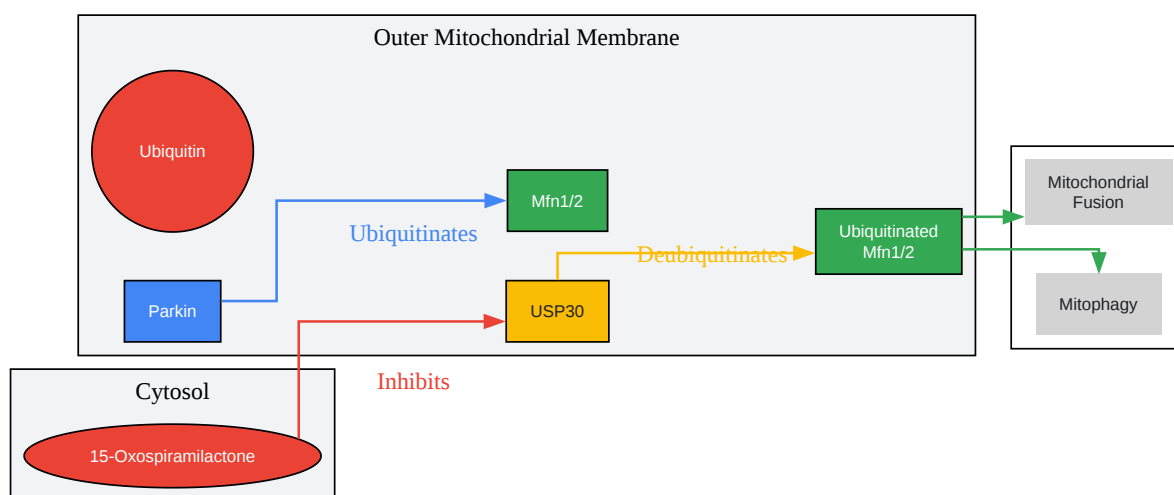 Outer Mitochondrial Membrane
Ubiquitin
Mfn1/2
Ubiquitinates
Deubiquitinates
Ubiquitinated
Mfn1/2
Mitochondrial
Fusion
Mitophagy
Parkin
USP30
Inhibits
Cytosol
15-Oxospiramilactone